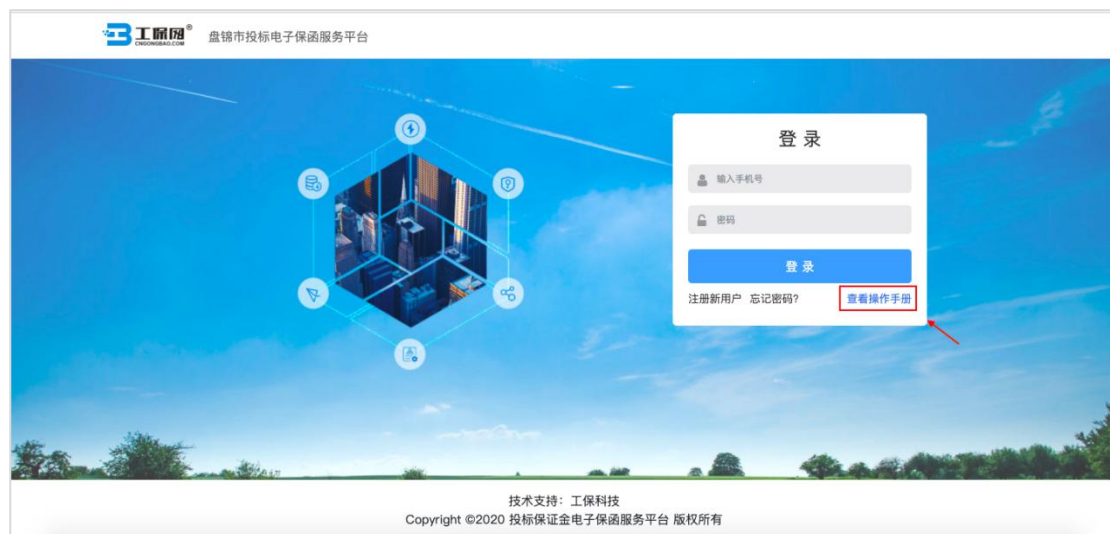 工保网®
CNGONGBAO.COM
盘锦市投标电子保函服务平台
登 录
输入手机号
密码
登 录
注册新用户 忘记密码? 查看操作手册
技术支持：工保科技
Copyright ©2020 投标保证金电子保函服务平台 版权所有